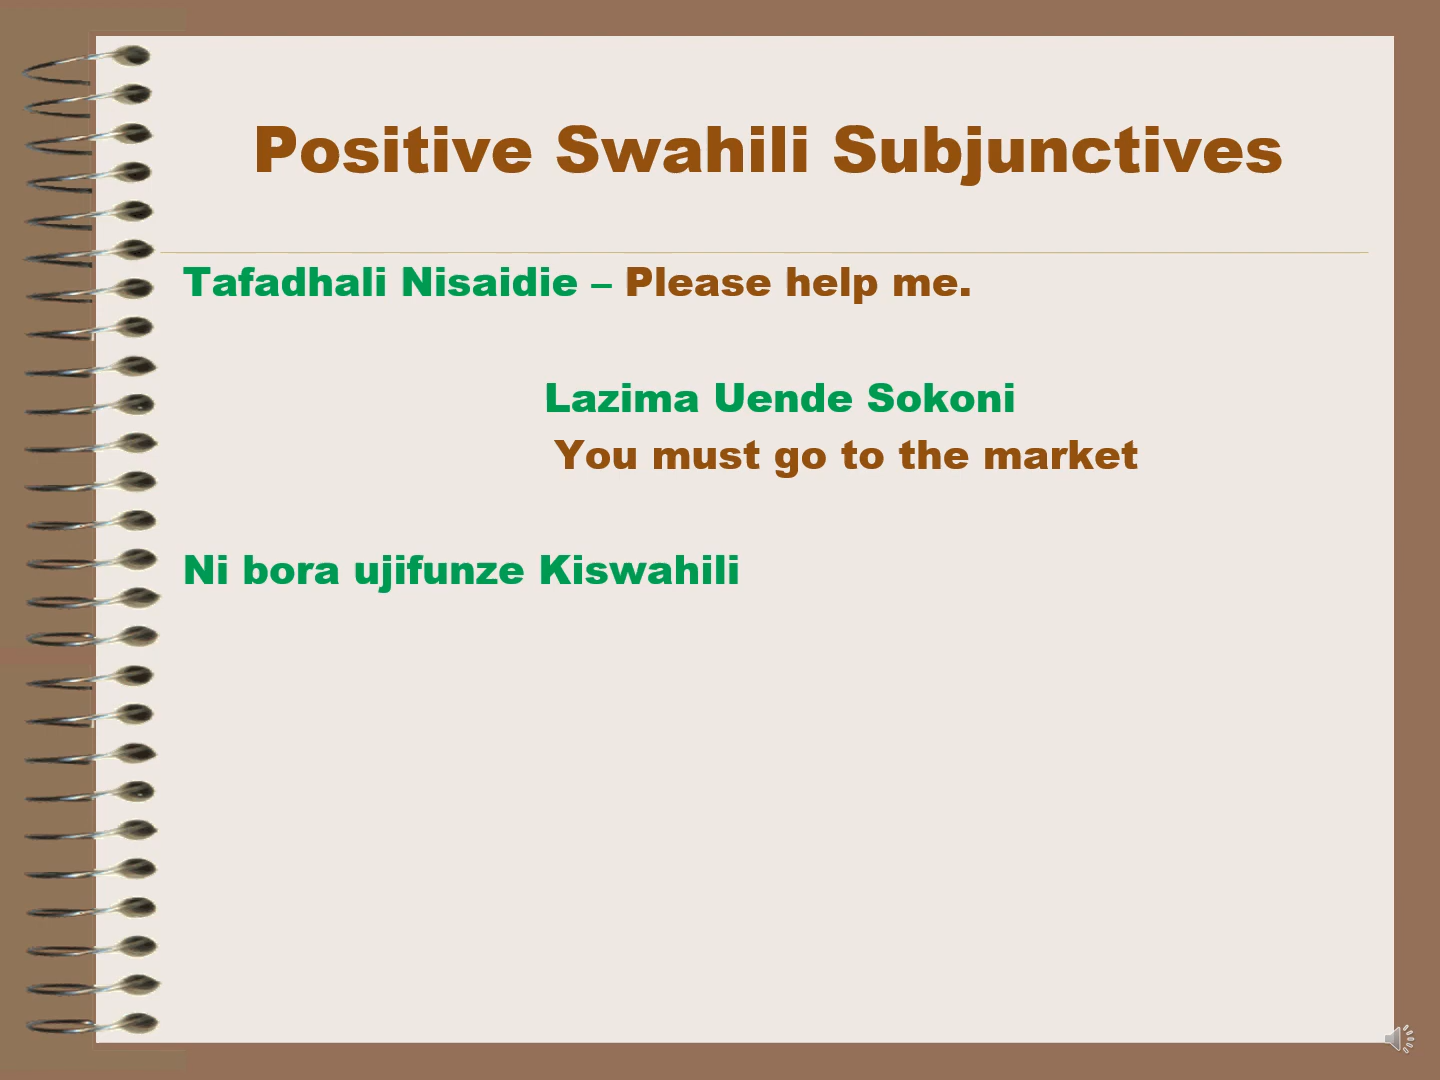 Positive Swahili Subjunctives
Tafadhali Nisaidie – Please help me.
Lazima Uende Sokoni
You must go to the market
Ni bora ujifunze Kiswahili